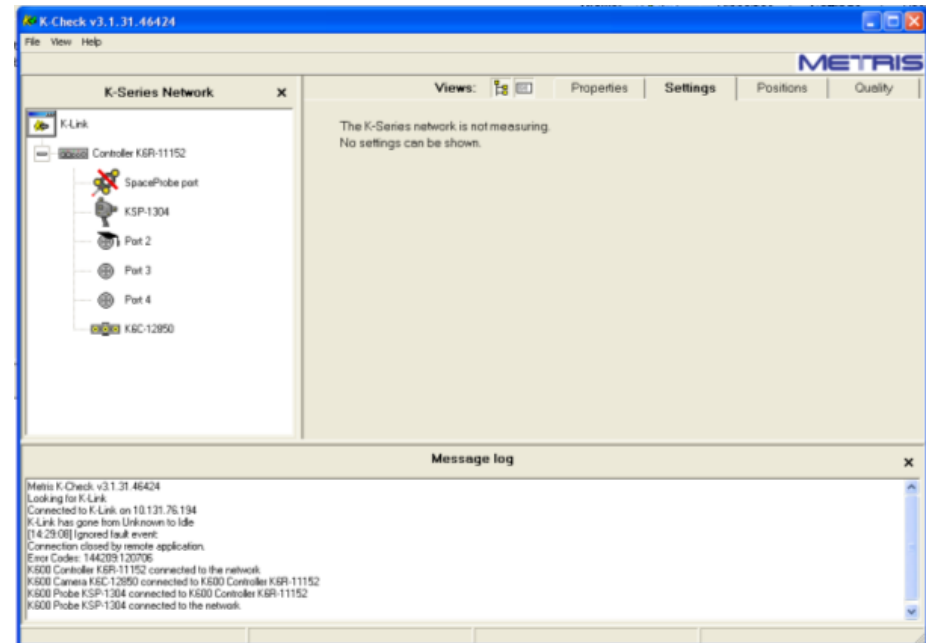 K-Check v3.1.31.46424
File View Help
METRIS
K-Series Network
Views: Properties Settings Positions Quality
K-Link
Controller K6R-11152
SpaceProbe port
KSP-1304
Port 2
Port 3
Port 4
K6C-12850
The K-Series network is not measuring.
No settings can be shown.
Message log
Metris K-Check v3.1.31.46424
Looking for K-Link
Connected to K-Link on 10.131.76.194
K-Link has gone from Unknown to Idle
[14:29:08] Ignored fault event:
Connection closed by remote application.
Error Codes: 144209:120706
K600 Controller K6R-11152 connected to the network.
K600 Camera K6C-12850 connected to K600 Controller K6R-11152
K600 Probe KSP-1304 connected to K600 Controller K6R-11152
K600 Probe KSP-1304 connected to the network.